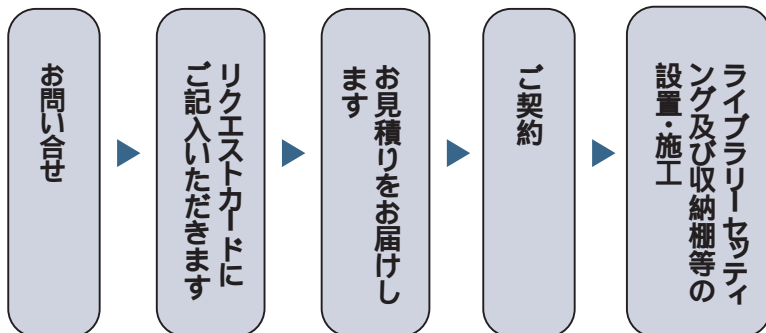 お問い合せ
リクエストカードに
ご記入いただきます
お見積りをお届けし
ます
ご契約
ライブラリーセッティ
ング及び収納棚等の
設置・施工